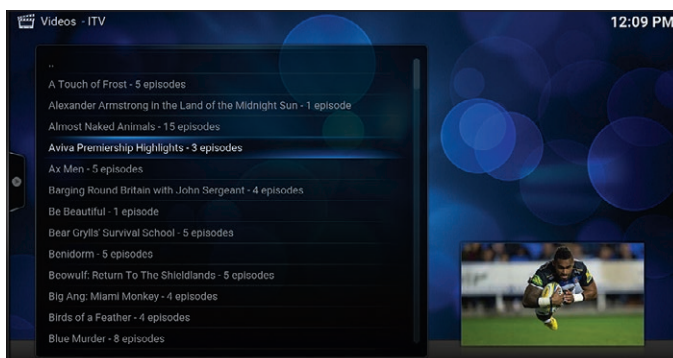 Videos - ITV
12:09 PM
..
A Touch of Frost - 5 episodes
Alexander Armstrong in the Land of the Midnight Sun - 1 episode
Almost Naked Animals - 15 episodes
Aviva Premiership Highlights - 3 episodes
Ax Men - 5 episodes
Barging Round Britain with John Sergeant - 4 episodes
Be Beautiful - 1 episode
Bear Grylls' Survival School - 5 episodes
Benidorm - 5 episodes
Beowulf: Return To The Shieldlands - 5 episodes
Big Ang: Miami Monkey - 4 episodes
Birds of a Feather - 4 episodes
Blue Murder - 8 episodes